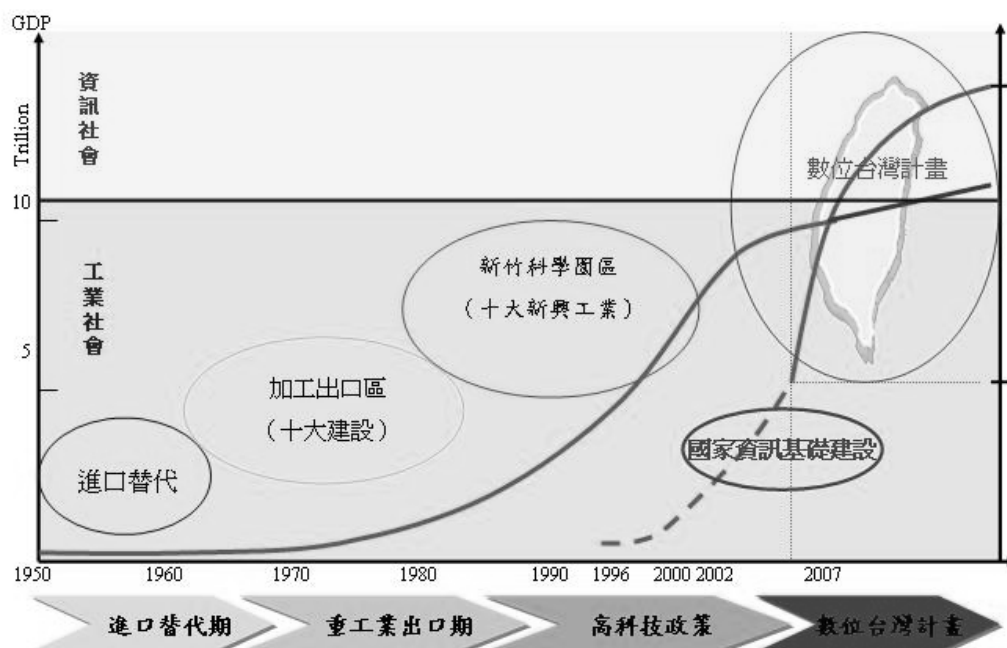 GDP
Trillion
資訊社會
數位台灣計畫
10
工業社會
新竹科學園區
（十大新興工業）
5
加工出口區
（十大建設）
國家資訊基礎建設
進口替代
1950 1960 1970 1980 1990 1996 2000 2002 2007
進口替代期 重工業出口期 高科技政策 數位台灣計畫